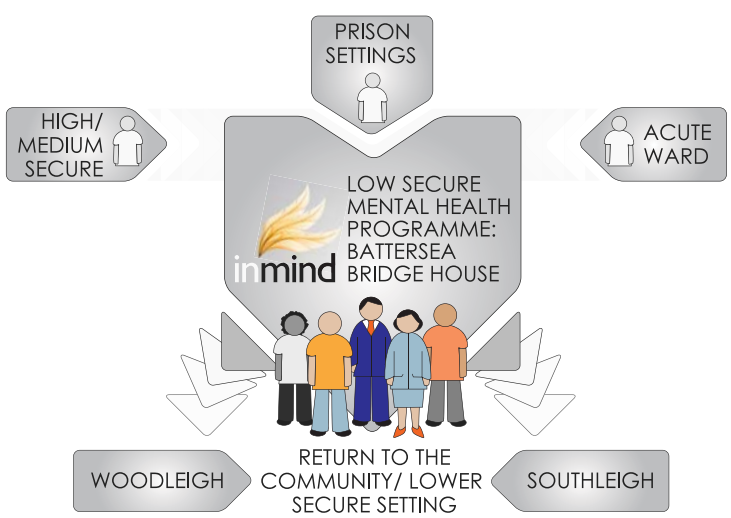 PRISON
SETTINGS
HIGH/
MEDIUM
SECURE
ACUTE
WARD
LOW SECURE
MENTAL HEALTH
PROGRAMME:
BATTERSEA
BRIDGE HOUSE
inmind
WOODLEIGH
RETURN TO THE
COMMUNITY/ LOWER
SECURE SETTING
SOUTHLEIGH